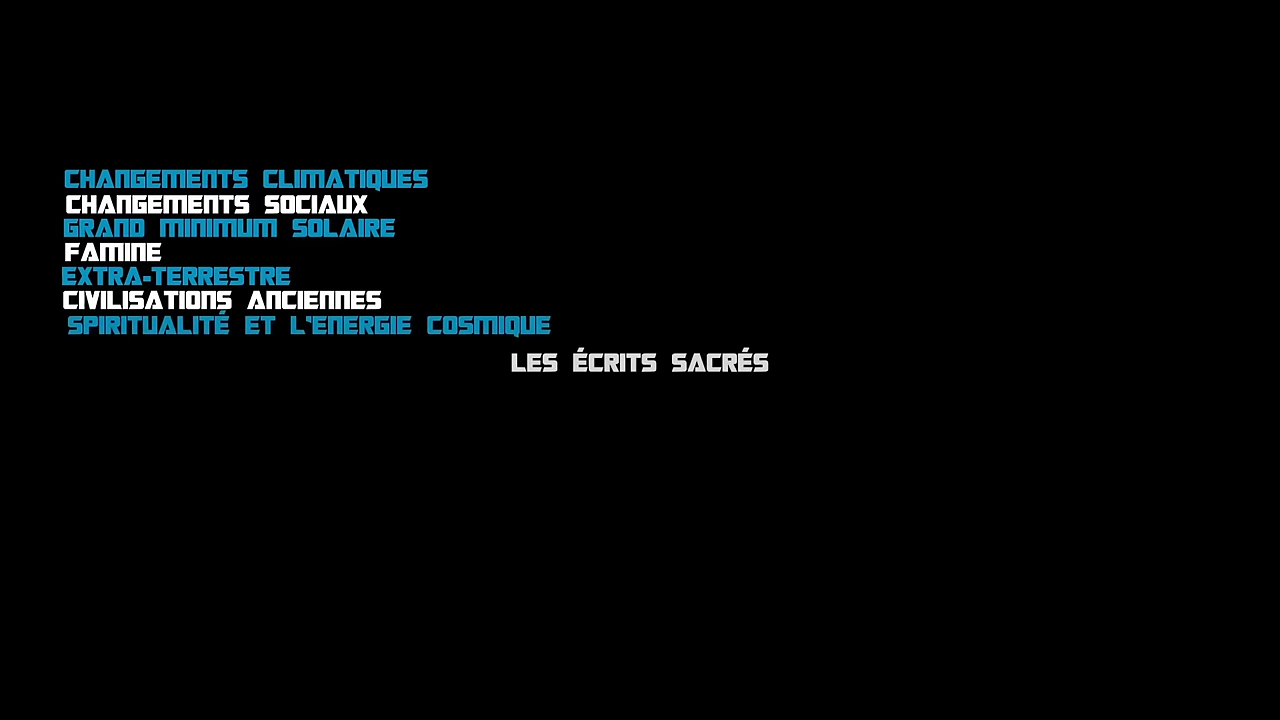 CHANGEMENTS CLIMATIQUES
CHANGEMENTS SOCIAUX
GRAND MINIMUM SOLAIRE
FAMINE
EXTRA-TERRESTRE
CIVILISATIONS ANCIENNES
SPIRITUALITÉ ET L'ENERGIE COSMIQUE
LES ÉCRITS SACRÉS